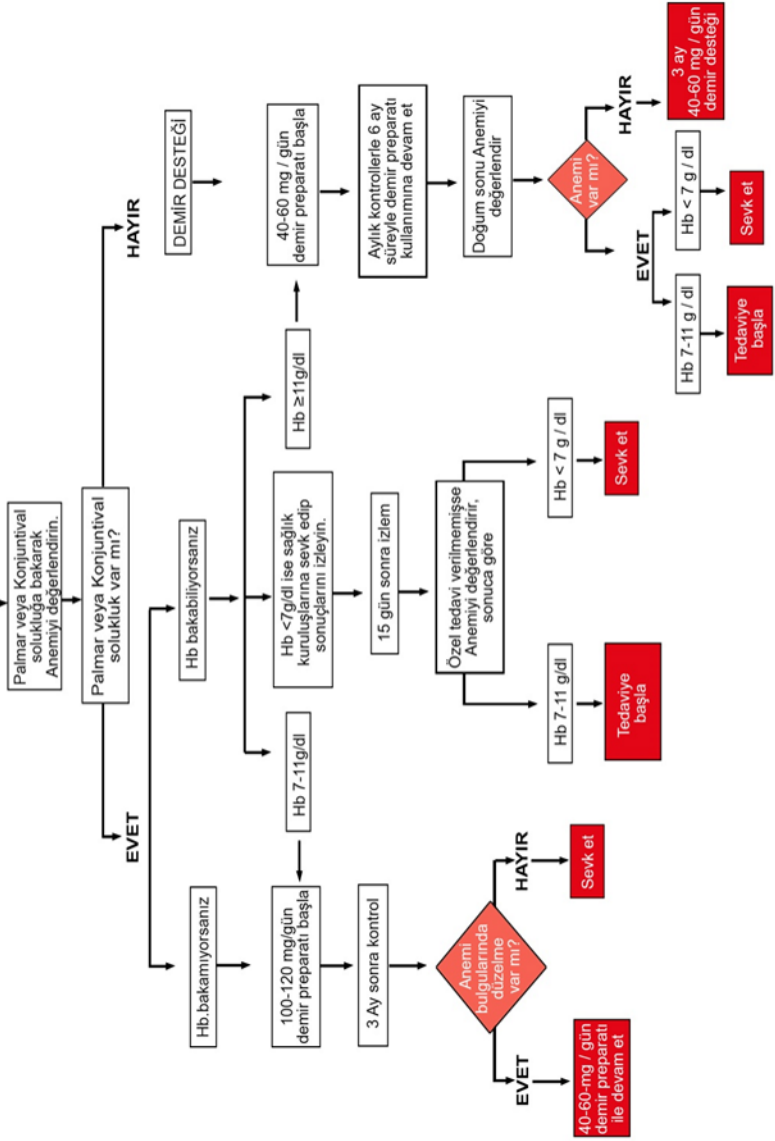 Palmar veya Konjuntival
solukluğa bakarak
Anemiyi değerlendirin.
Palmar veya Konjuntival
solukluk var mı?
EVET
HAYIR
Hb.bakamıyorsanız
Hb bakabiliyorsanız
DEMİR DESTEĞİ
100-120 mg/gün
demir preparatı başla
Hb 7-11g/dl
Hb <7g/dl ise sağlık
kuruluşlarına sevk edip
sonuçlarını izleyin.
Hb ≥11g/dl
40-60 mg / gün
demir preparatı başla
3 Ay sonra kontrol
15 gün sonra izlem
Aylık kontrollerle 6 ay
süreyle demir preparatı
kullanımına devam et
Anemi
bulgularında
düzelme
var mı?
Özel tedavi verilmemişse
Anemiyi değerlendirir,
sonuca göre
Doğum sonu Anemiyi
değerlendir
EVET
HAYIR
Hb 7-11 g/dl
Hb < 7 g / dl
Anemi
var mı?
40-60-mg / gün
demir preparatı
ile devam et
Sevk et
Tedaviye
başla
Sevk et
EVET
HAYIR
Hb 7-11 g / dl
Hb < 7 g / dl
3 ay
40-60 mg / gün
demir desteği
Tedaviye
başla
Sevk et